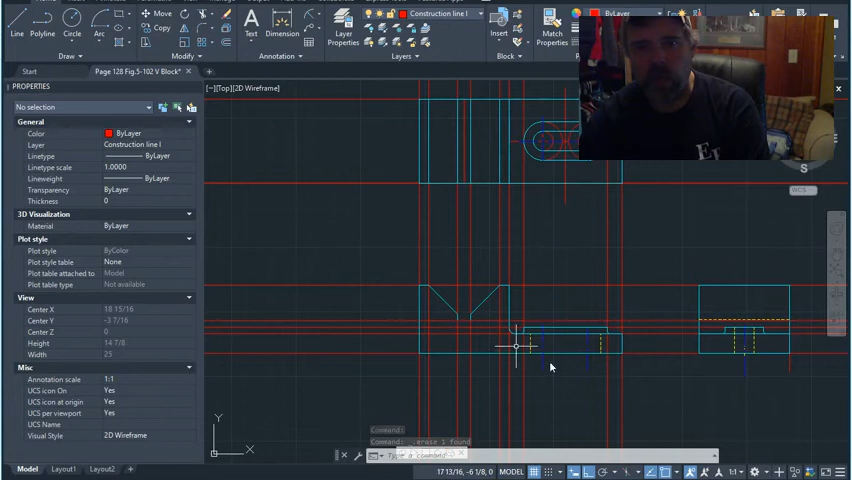 Line
Polyline
Circle
Arc
Move
Copy
Text
Dimension
Layer
Properties
Construction line l
Insert
Match
Properties
ByLayer
Draw
Modify
Annotation
Layers
Block
Start
Page 128 Fig.5-102 V Block*
PROPERTIES
[−][Top][2D Wireframe]
No selection
General
Color ByLayer
Layer Construction line l
Linetype ByLayer
Linetype scale 1.0000
Lineweight ByLayer
Transparency ByLayer
Thickness 0
3D Visualization
Material ByLayer
Plot style
Plot style ByColor
Plot style table None
Plot table attached to Model
Plot table type Not available
View
Center X 18 15/16
Center Y -3 7/16
Center Z 0
Height 14 7/8
Width 25
Misc
Annotation scale 1:1
UCS icon On Yes
UCS icon at origin Yes
UCS per viewport Yes
UCS Name
Visual Style 2D Wireframe
S
WCS
Y
X
Command:
Command: _.erase 1 found
Type a command
Model Layout1 Layout2 +
17 13/16, -6 1/8, 0 MODEL 1:1